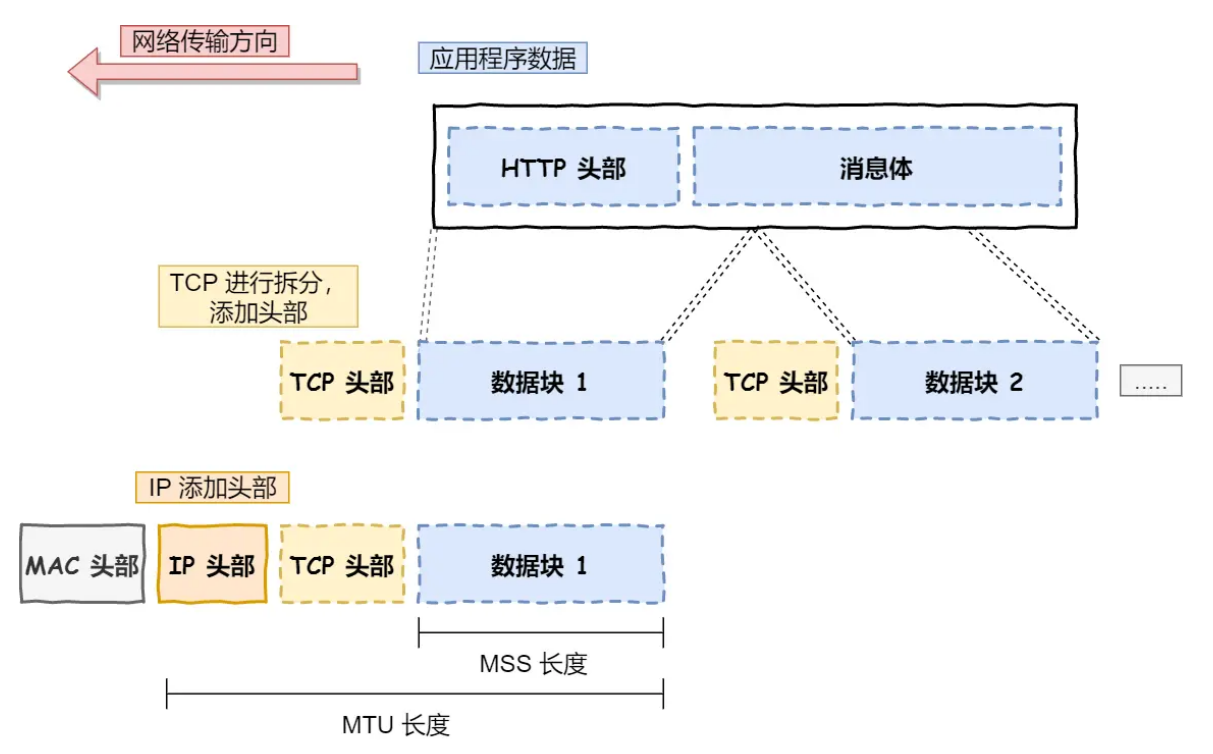 网络传输方向
应用程序数据
HTTP 头部
消息体
TCP 进行拆分,
添加头部
TCP 头部
数据块 1
TCP 头部
数据块 2
.....
IP 添加头部
MAC 头部
IP 头部
TCP 头部
数据块 1
MSS 长度
MTU 长度